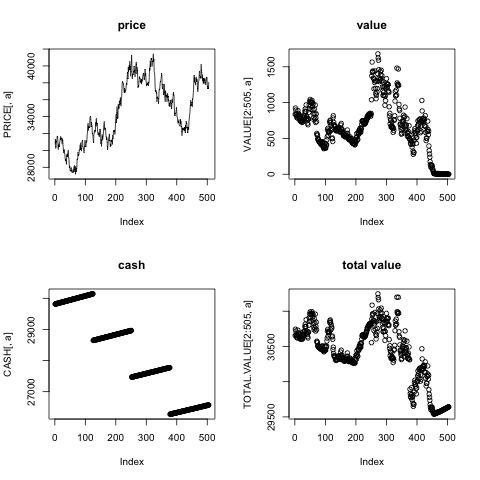 price
PRICE[, a]
28000 34000 40000
0 100 200 300 400 500
Index
value
VALUE[2:505, a]
0 500 1000 1500
0 100 200 300 400 500
Index
cash
CASH[, a]
27000 29000
0 100 200 300 400 500
Index
total value
TOTAL.VALUE[2:505, a]
29500 30500
0 100 200 300 400 500
Index